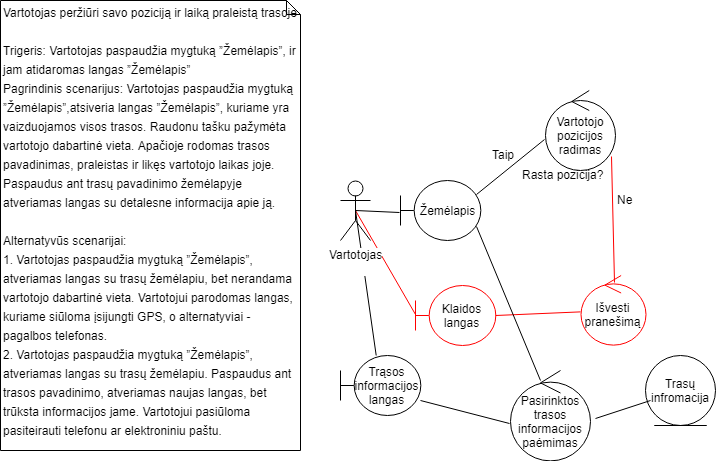 Vartotojas peržiūri savo poziciją ir laiką praleistą trasoje
Trigeris: Vartotojas paspaudžia mygtuką ”Žemėlapis”, ir
jam atidaromas langas ”Žemėlapis”
Pagrindinis scenarijus: Vartotojas paspaudžia mygtuką
”Žemėlapis”,atsiveria langas ”Žemėlapis”, kuriame yra
vaizduojamos visos trasos. Raudonu tašku pažymėta
vartotojo dabartinė vieta. Apačioje rodomas trasos
pavadinimas, praleistas ir likęs vartotojo laikas joje.
Paspaudus ant trasų pavadinimo žemėlapyje
atveriamas langas su detalesne informacija apie ją.
Alternatyvūs scenarijai:
1. Vartotojas paspaudžia mygtuką ”Žemėlapis”,
atveriamas langas su trasų žemėlapiu, bet nerandama
vartotojo dabartinė vieta. Vartotojui parodomas langas,
kuriame siūloma įsijungti GPS, o alternatyviai -
pagalbos telefonas.
2. Vartotojas paspaudžia mygtuką ”Žemėlapis”,
atveriamas langas su trasų žemėlapiu. Paspaudus ant
trasos pavadinimo, atveriamas naujas langas, bet
trūksta informacijos jame. Vartotojui pasiūloma
pasiteirauti telefonu ar elektroniniu paštu.
Vartotojo
pozicijos
radimas
Taip
Rasta pozicija?
Ne
Žemėlapis
Vartotojas
Klaidos
langas
Išvesti
pranešimą
Trasos
informacijos
langas
Pasirinktos
trasos
informacijos
paėmimas
Trasų
infromacija